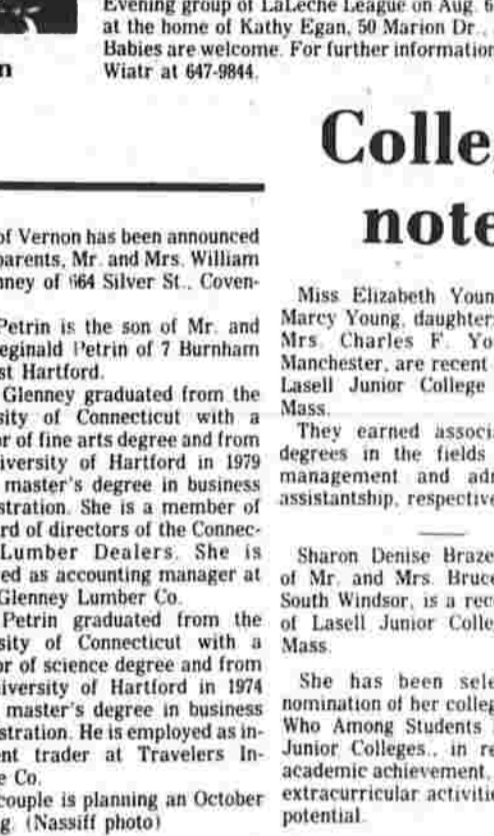 Evening group of LaLeche League on Aug. 6
at the home of Kathy Egan, 50 Marion Dr.,
Babies are welcome. For further information
Wiatr at 647-9844.
n
of Vernon has been announced
parents, Mr. and Mrs. William
nney of 664 Silver St., Coven-
Petrin is the son of Mr. and
eginald Petrin of 7 Burnham
st Hartford.
Glenney graduated from the
sity of Connecticut with a
or of fine arts degree and from
iversity of Hartford in 1979
master's degree in business
stration. She is a member of
rd of directors of the Connec-
Lumber Dealers. She is
ed as accounting manager at
Glenney Lumber Co.
Petrin graduated from the
sity of Connecticut with a
or of science degree and from
iversity of Hartford in 1974
master's degree in business
stration. He is employed as in-
ent trader at Travelers In-
e Co.
couple is planning an October
g. (Nassiff photo)
Colle
note
Miss Elizabeth Youn
Marcy Young, daughter
Mrs. Charles F. Yo
Manchester, are recent
Lasell Junior College
Mass.
They earned associa
degrees in the fields
management and ad
assistantship, respective
Sharon Denise Braze
of Mr. and Mrs. Bruce
South Windsor, is a rec
of Lasell Junior Colle
Mass.
She has been sele
nomination of her colleg
Who Among Students
Junior Colleges., in re
academic achievement,
extracurricular activitie
potential.